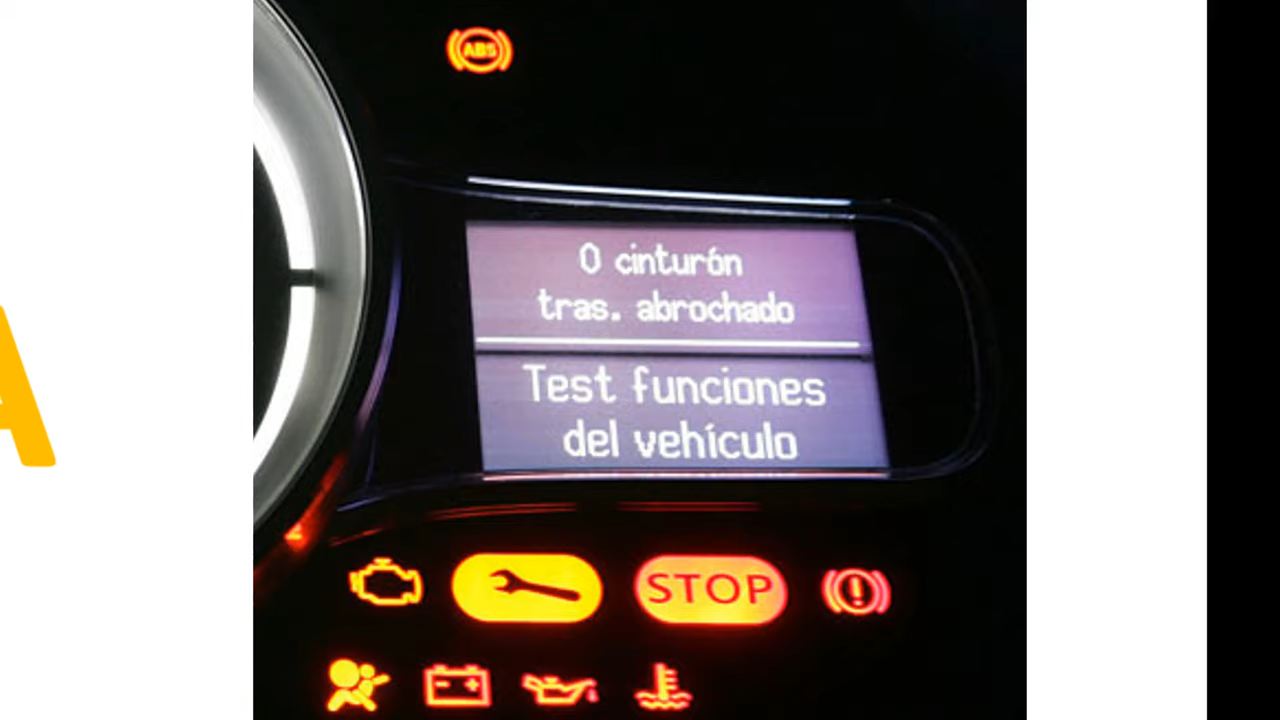 ABS
0 cinturón
tras. abrochado
Test funciones
del vehículo
STOP
A